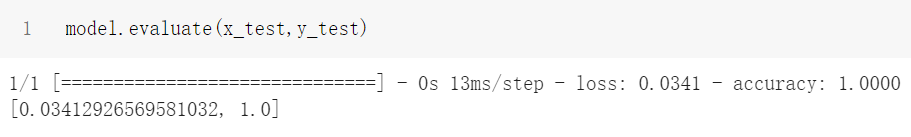 1 model.evaluate(x_test,y_test)
1/1 [==============================] - 0s 13ms/step - loss: 0.0341 - accuracy: 1.0000
[0.03412926569581032, 1.0]